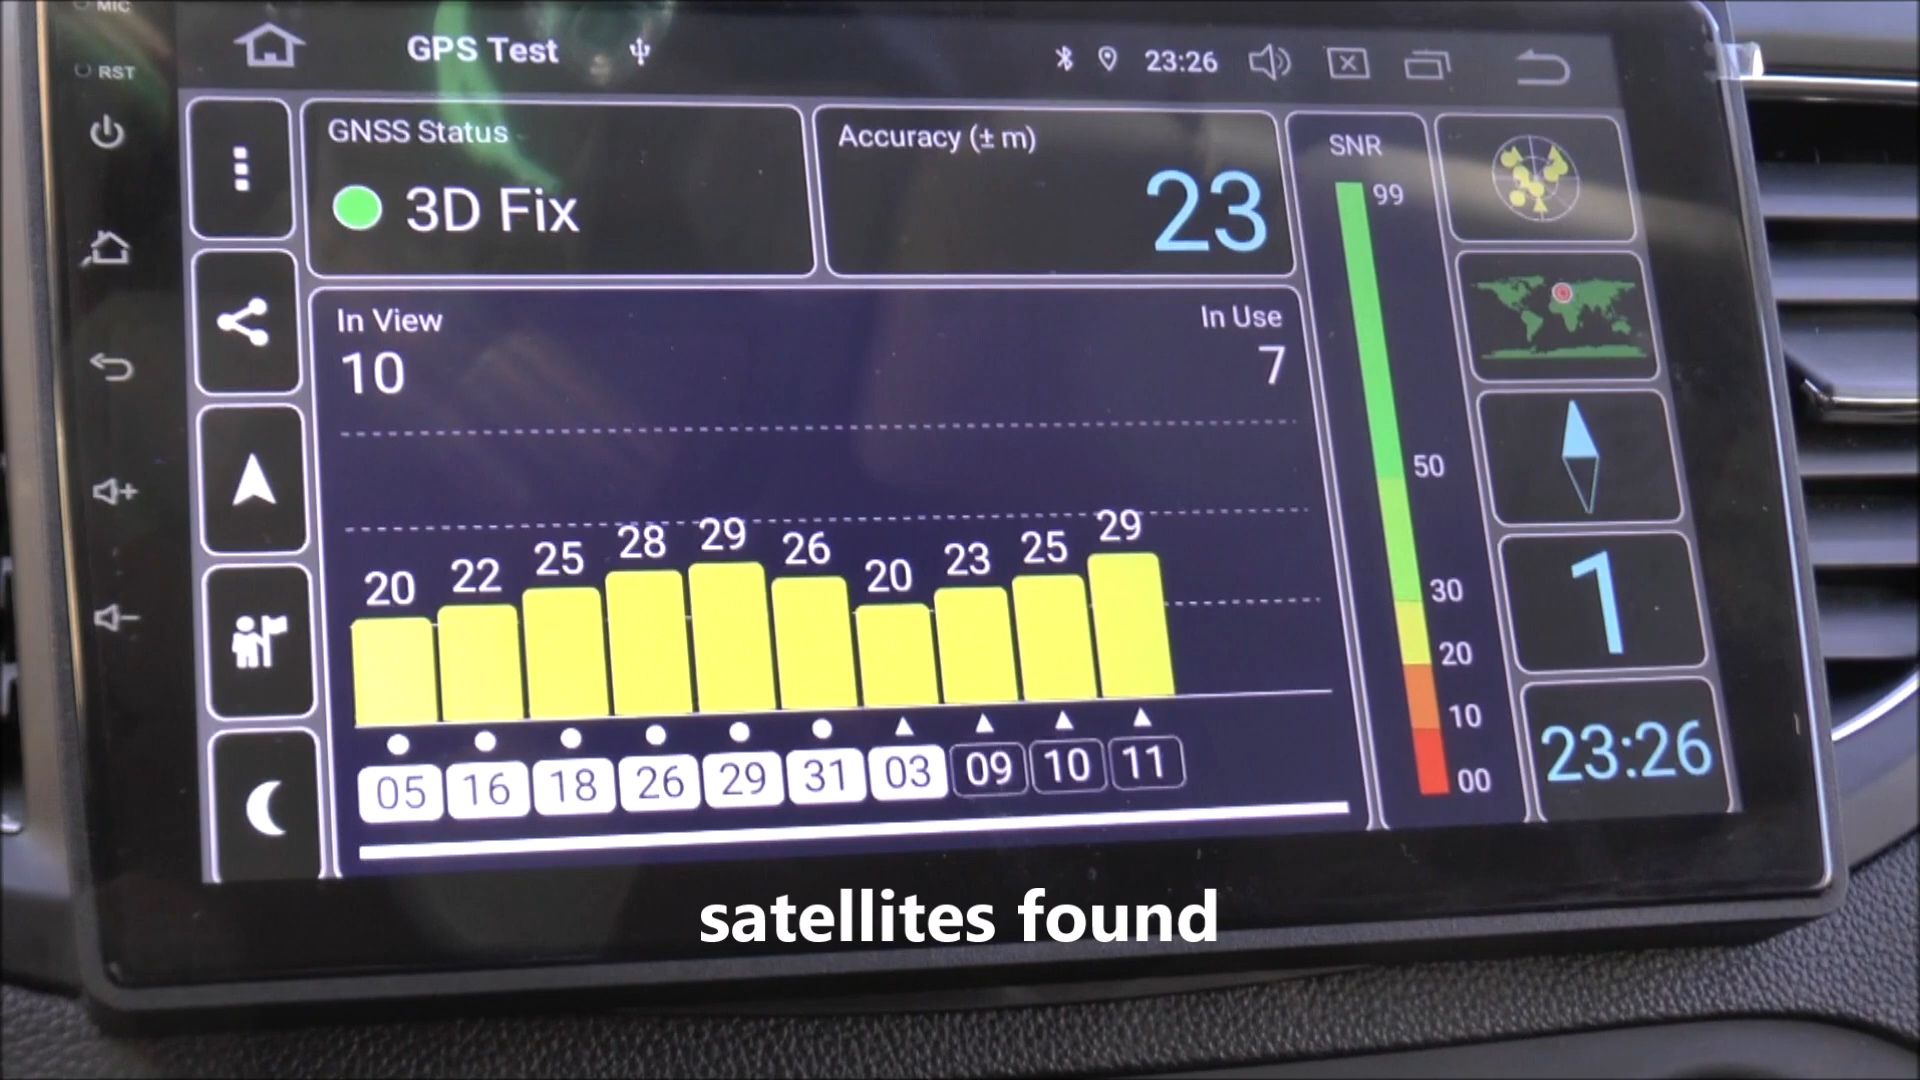 MIC
RST
GPS Test
23:26
GNSS Status
3D Fix
Accuracy (± m)
23
SNR
99
50
30
20
10
00
In View
10
In Use
7
20 22 25 28 29 26 20 23 25 29
05 16 18 26 29 31 03 09 10 11
1
23:26
satellites found